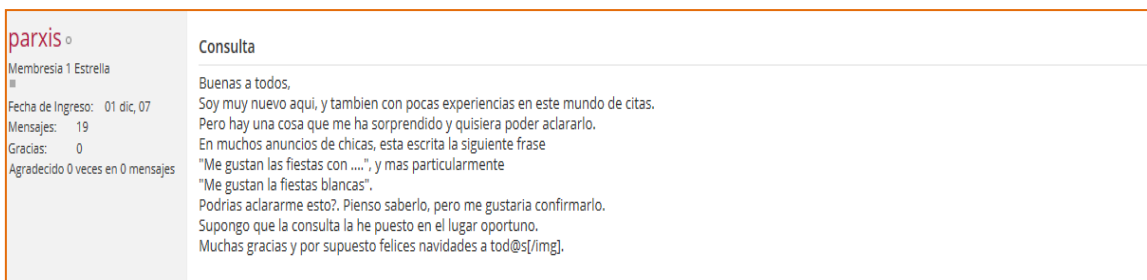 parxis
Membresia 1 Estrella
Fecha de Ingreso: 01 dic, 07
Mensajes: 19
Gracias: 0
Agradecido 0 veces en 0 mensajes
Consulta
Buenas a todos,
Soy muy nuevo aqui, y tambien con pocas experiencias en este mundo de citas.
Pero hay una cosa que me ha sorprendido y quisiera poder aclararlo.
En muchos anuncios de chicas, esta escrita la siguiente frase
"Me gustan las fiestas con ....", y mas particularmente
"Me gustan la fiestas blancas".
Podrias aclararme esto?. Pienso saberlo, pero me gustaria confirmarlo.
Supongo que la consulta la he puesto en el lugar oportuno.
Muchas gracias y por supuesto felices navidades a tod@s[/img].